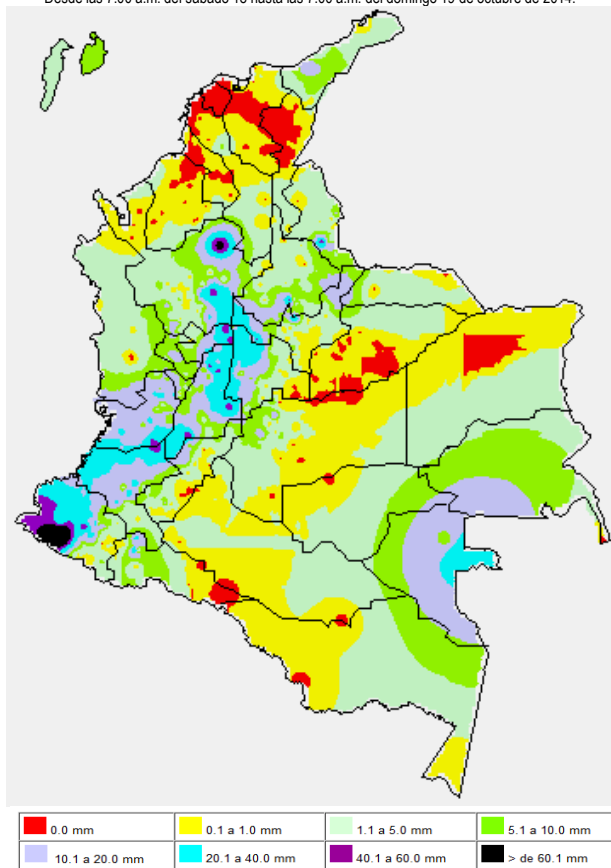 Desde las 7:00 a.m. del sábado 18 hasta las 7:00 a.m. del domingo 19 de octubre de 2014.
0.0 mm
0.1 a 1.0 mm
1.1 a 5.0 mm
5.1 a 10.0 mm
10.1 a 20.0 mm
20.1 a 40.0 mm
40.1 a 60.0 mm
> de 60.1 mm